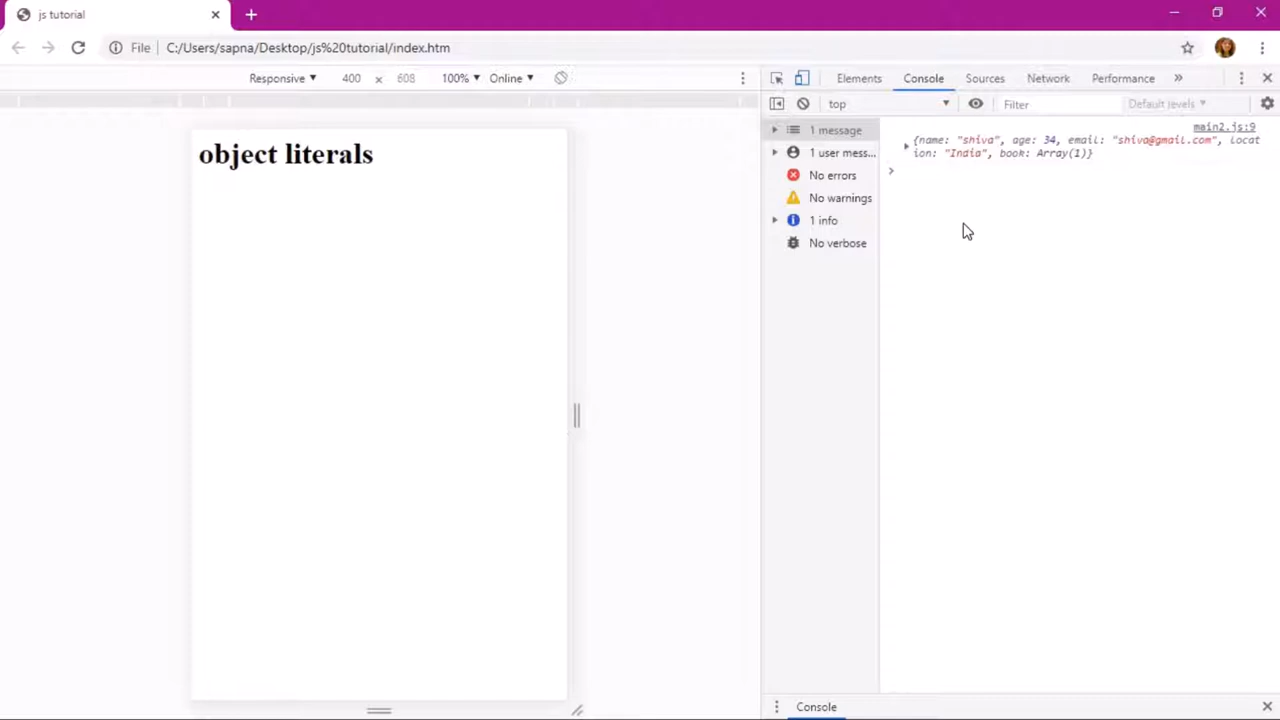 js tutorial
File C:/Users/sapna/Desktop/js%20tutorial/index.htm
Responsive 400 × 608 100% Online
Elements Console Sources Network Performance »
top Filter Default levels
object literals
1 message
1 user mess...
No errors
No warnings
1 info
No verbose
main2.js:9
{name: "shiva", age: 34, email: "shiva@gmail.com", locat
ion: "India", book: Array(1)}
Console